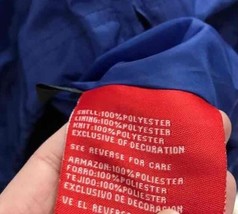 SHELL:100%POLYESTER
LINING:100%POLYESTER
KNIT:100%POLYESTER
EXCLUSIVE OF DECORATION
SEE REVERSE FOR CARE
ARMAZON:100%POLIESTER
FORRO:100%POLIESTER
TEJIDO:100%POLIESTER
EXCLUSIVO DE DECORACION
VE EL REVERSO PARA